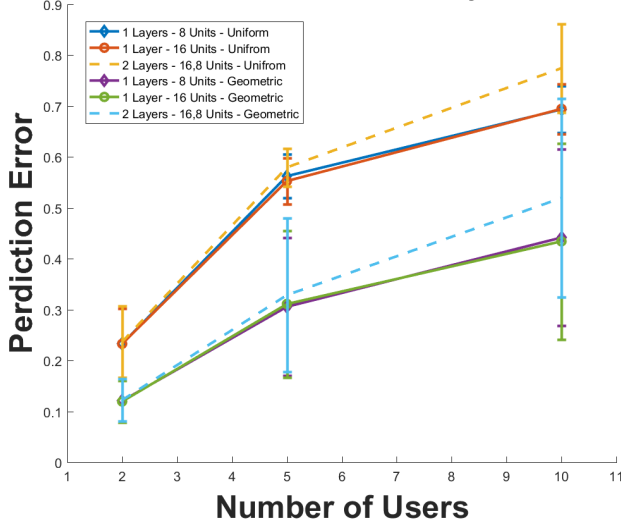 0.9
0.8
0.7
0.6
0.5
0.4
0.3
0.2
0.1
0
1 Layers - 8 Units - Uniform
1 Layer - 16 Units - Unifrom
2 Layers - 16,8 Units - Unifrom
1 Layers - 8 Units - Geometric
1 Layer - 16 Units - Geometric
2 Layers - 16,8 Units - Geometric
Perdiction Error
1 2 3 4 5 6 7 8 9 10 11
Number of Users